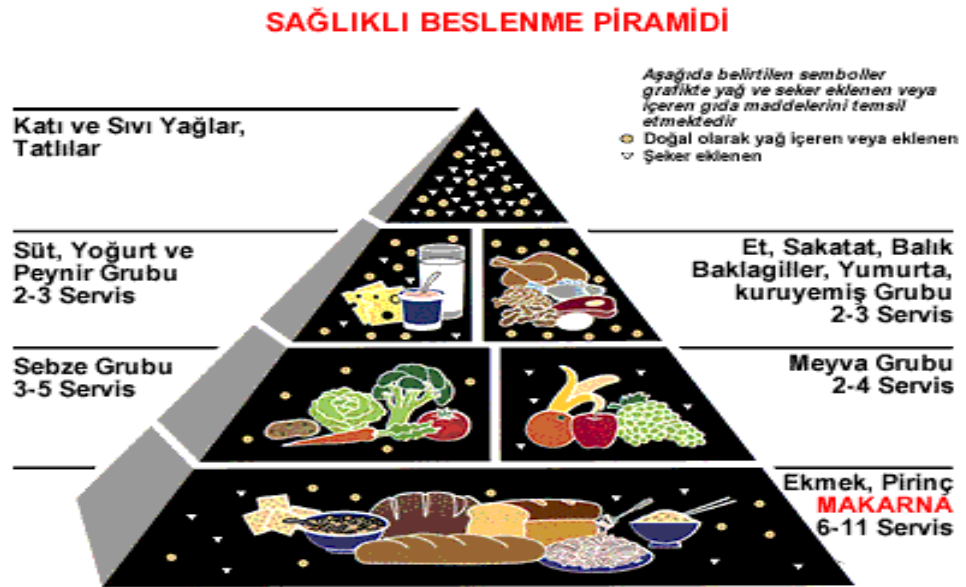 SAĞLIKLI BESLENME PİRAMİDİ
Aşağıda belirtilen semboller
grafikte yağ ve seker eklenen veya
içeren gıda maddelerini temsil
etmektedir
Doğal olarak yağ içeren veya eklenen
Şeker eklenen
Katı ve Sıvı Yağlar,
Tatlılar
Süt, Yoğurt ve
Peynir Grubu
2-3 Servis
Et, Sakatat, Balık
Baklagiller, Yumurta,
kuruyemiş Grubu
2-3 Servis
Sebze Grubu
3-5 Servis
Meyva Grubu
2-4 Servis
Ekmek, Pirinç
MAKARNA
6-11 Servis